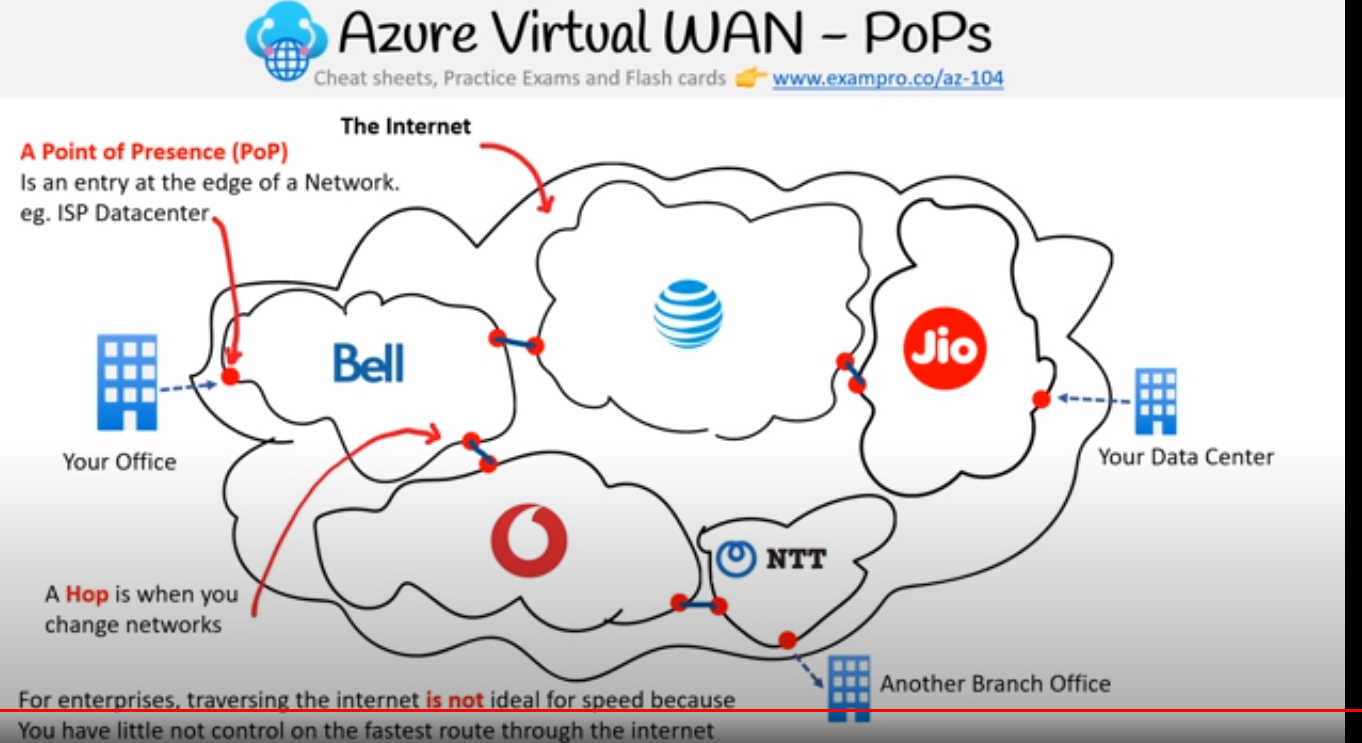 Azure Virtual WAN - PoPs
Cheat sheets, Practice Exams and Flash cards 👉 www.exampro.co/az-104
The Internet
A Point of Presence (PoP)
Is an entry at the edge of a Network.
eg. ISP Datacenter
Bell
Jio
Your Office
Your Data Center
NTT
A Hop is when you
change networks
Another Branch Office
For enterprises, traversing the internet is not ideal for speed because
You have little not control on the fastest route through the internet